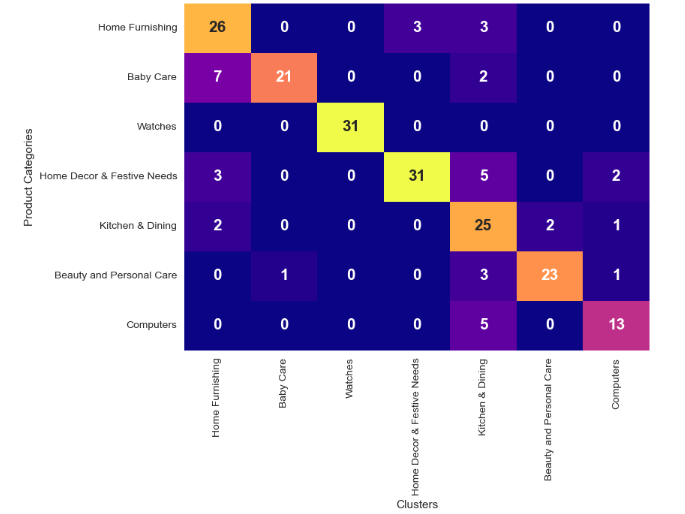 Home Furnishing 26 0 0 3 3 0 0
Baby Care 7 21 0 0 2 0 0
Watches 0 0 31 0 0 0 0
Home Decor & Festive Needs 3 0 0 31 5 0 2
Kitchen & Dining 2 0 0 0 25 2 1
Beauty and Personal Care 0 1 0 0 3 23 1
Computers 0 0 0 0 5 0 13
Product Categories
Home Furnishing
Baby Care
Watches
Home Decor & Festive Needs
Kitchen & Dining
Beauty and Personal Care
Computers
Clusters